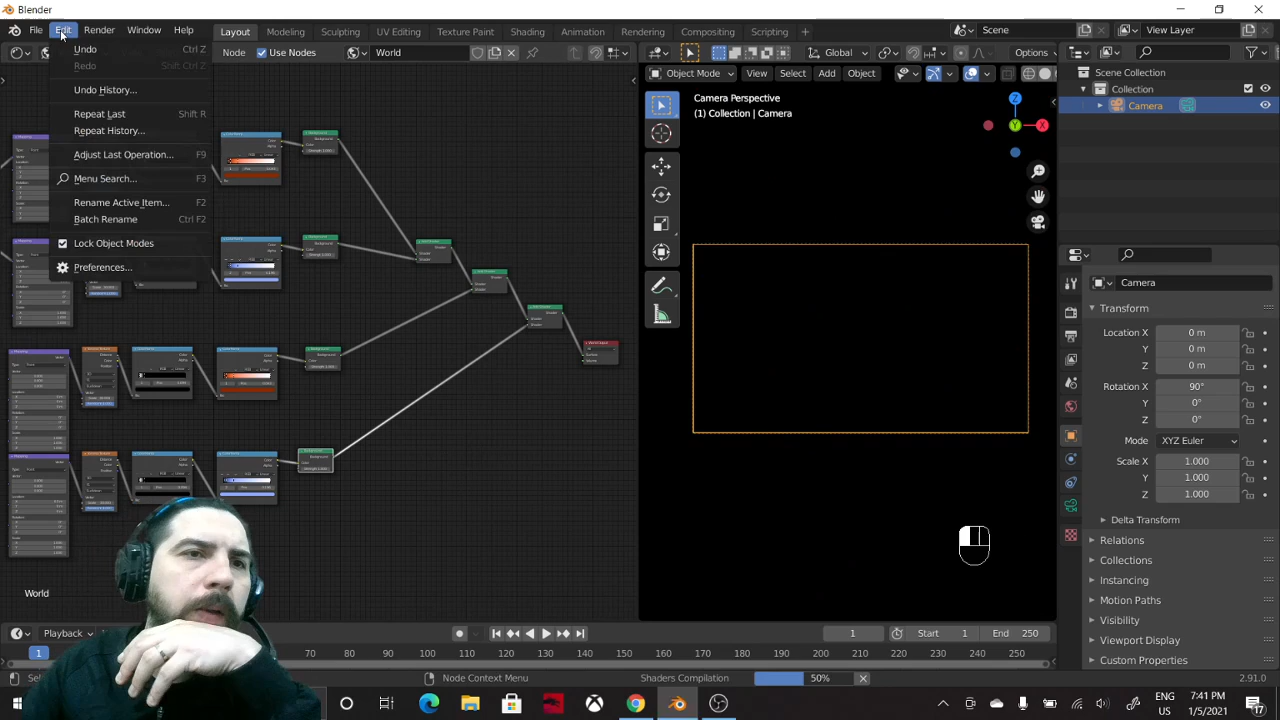 Blender
File Edit Render Window Help Layout Modeling Sculpting UV Editing Texture Paint Shading Animation Rendering Compositing Scripting + Scene View Layer
Node Use Nodes World Global Options
Undo Ctrl Z
Redo Shift Ctrl Z
Undo History...
Repeat Last Shift R
Repeat History...
Adjust Last Operation... F9
Menu Search... F3
Rename Active Item... F2
Batch Rename Ctrl F2
Lock Object Modes
Preferences...
World
Object Mode View Select Add Object
Camera Perspective
(1) Collection | Camera
Z
Y
X
Scene Collection
Collection
Camera
Camera
Transform
Location X 0 m
Y 0 m
Z 0 m
Rotation X 90°
Y 0°
Z 0°
Mode XYZ Euler
Scale X 1.000
Y 1.000
Z 1.000
Delta Transform
Relations
Collections
Instancing
Motion Paths
Visibility
Viewport Display
Custom Properties
Playback 1 Start 1 End 250
1 70 80 90 100 110 120 130 140 150 160 170 180 190 200 210 220 230 240 250
Node Context Menu Shaders Compilation 50% 2.91.0
ENG 7:41 PM
US 1/5/2021 17